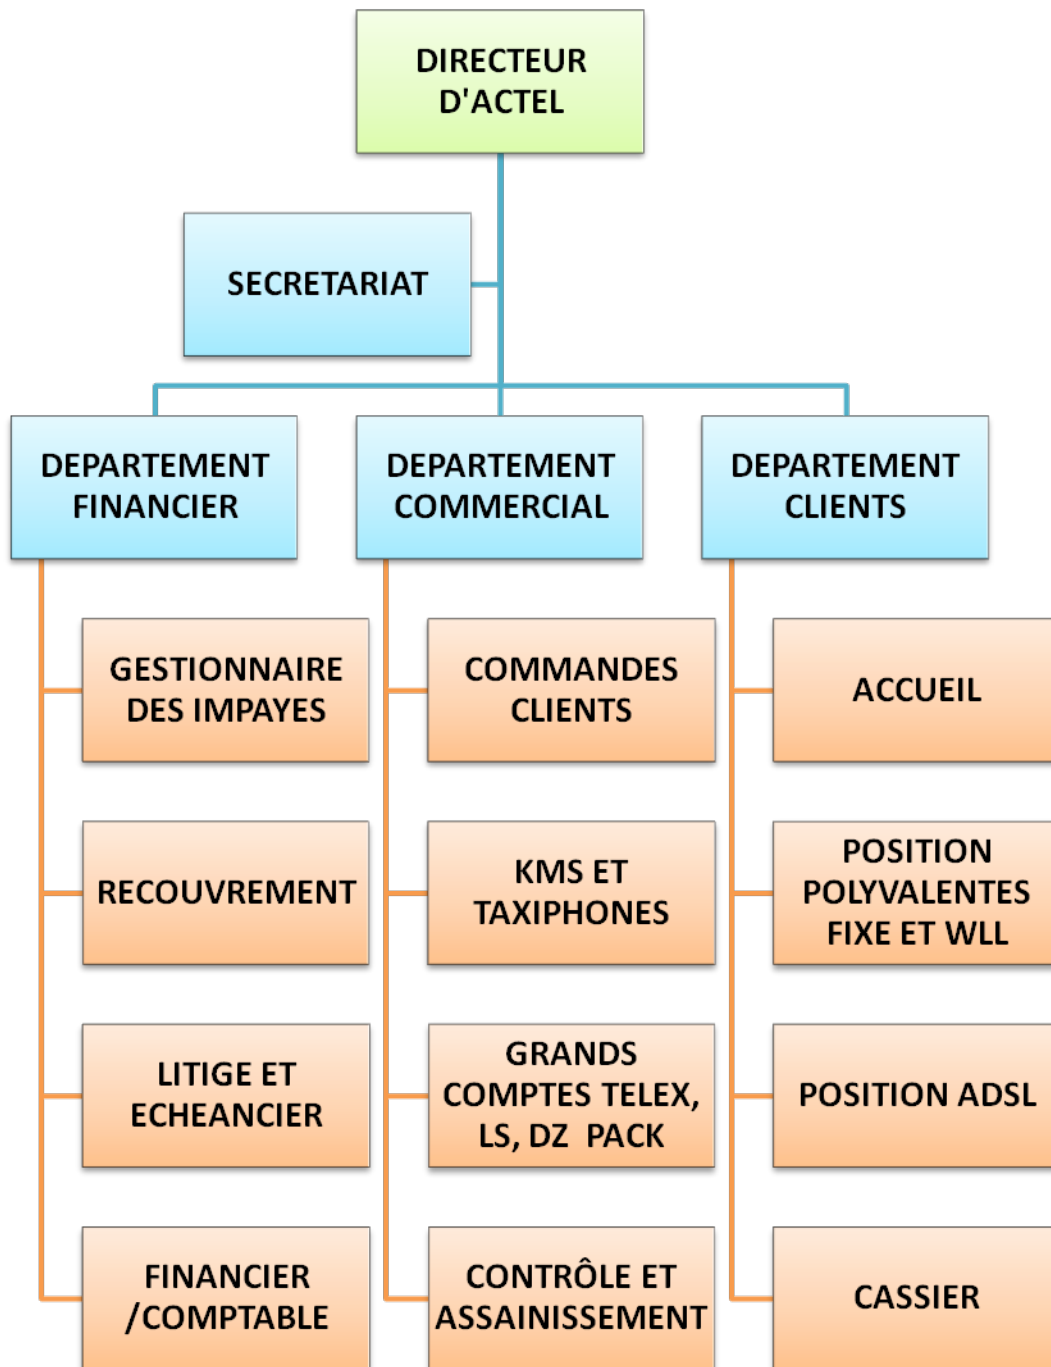 DIRECTEUR
D'ACTEL
SECRETARIAT
DEPARTEMENT
FINANCIER
DEPARTEMENT
COMMERCIAL
DEPARTEMENT
CLIENTS
GESTIONNAIRE
DES IMPAYES
COMMANDES
CLIENTS
ACCUEIL
RECOUVREMENT
KMS ET
TAXIPHONES
POSITION
POLYVALENTES
FIXE ET WLL
LITIGE ET
ECHEANCIER
GRANDS
COMPTES TELEX,
LS, DZ  PACK
POSITION ADSL
FINANCIER
/COMPTABLE
CONTRÔLE ET
ASSAINISSEMENT
CASSIER